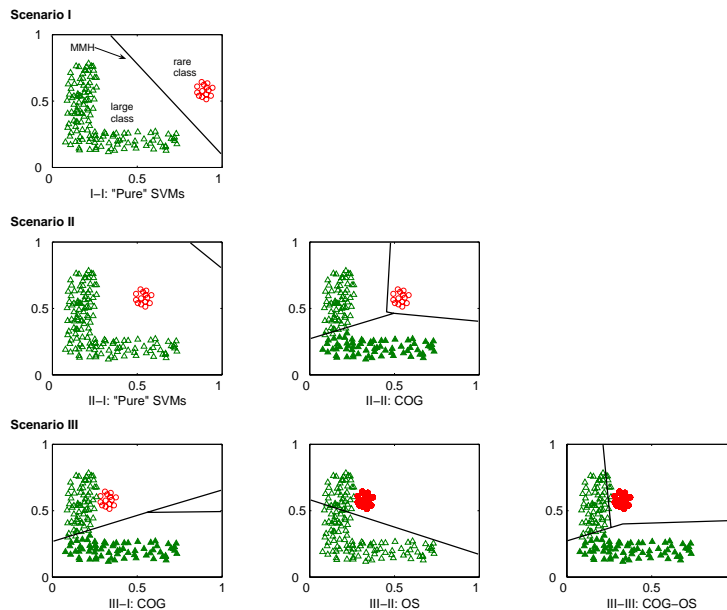 Scenario I
1
MMH
rare
class
0.5
large
class
0
0
0.5
1
I–I: "Pure" SVMs
Scenario II
1
0.5
0
0
0.5
1
II–I: "Pure" SVMs
1
0.5
0
0
0.5
1
II–II: COG
Scenario III
1
0.5
0
0
0.5
1
III–I: COG
1
0.5
0
0
0.5
1
III–II: OS
1
0.5
0
0
0.5
III–III: COG–OS